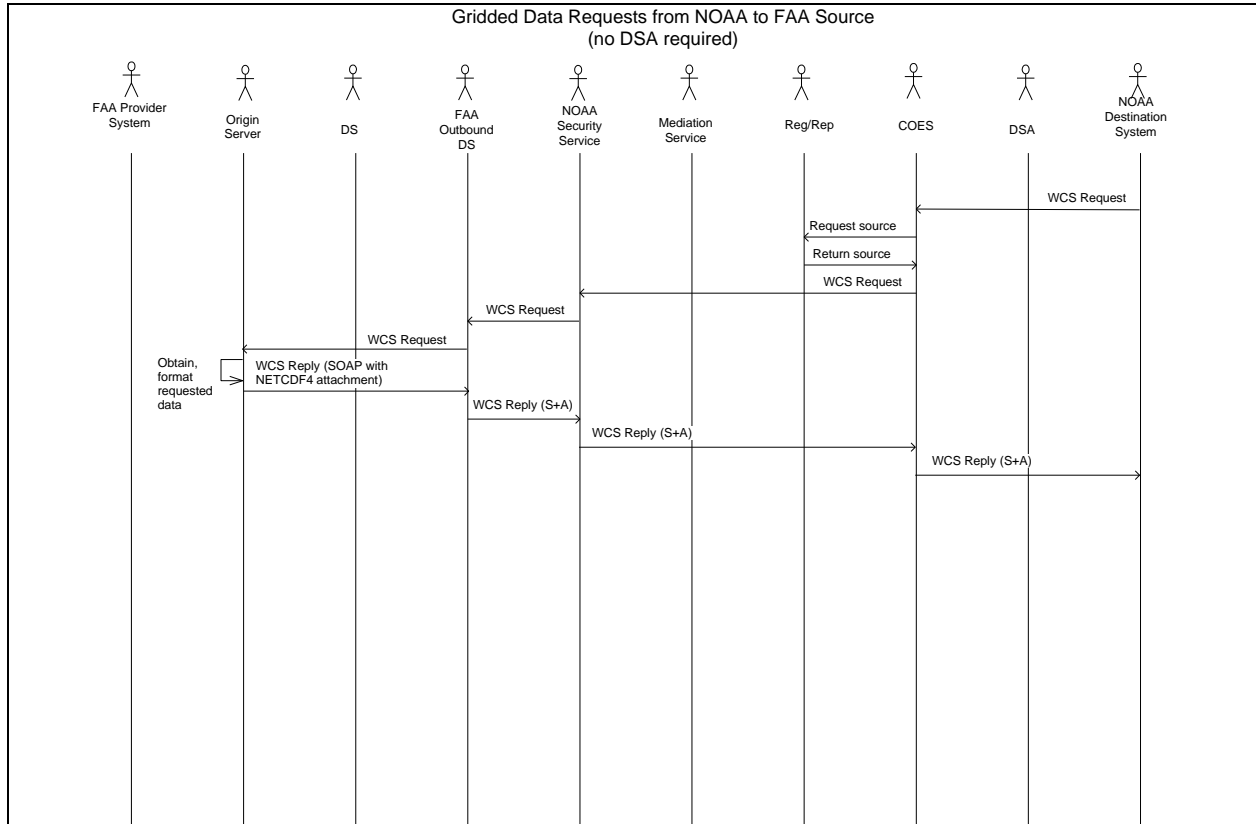 Gridded Data Requests from NOAA to FAA Source
(no DSA required)
FAA Provider
System
Origin
Server
DS
FAA
Outbound
DS
NOAA
Security
Service
Mediation
Service
Reg/Rep
COES
DSA
NOAA
Destination
System
WCS Request
Request source
Return source
WCS Request
WCS Request
WCS Request
Obtain,
format
requested
data
WCS Reply (SOAP with
NETCDF4 attachment)
WCS Reply (S+A)
WCS Reply (S+A)
WCS Reply (S+A)